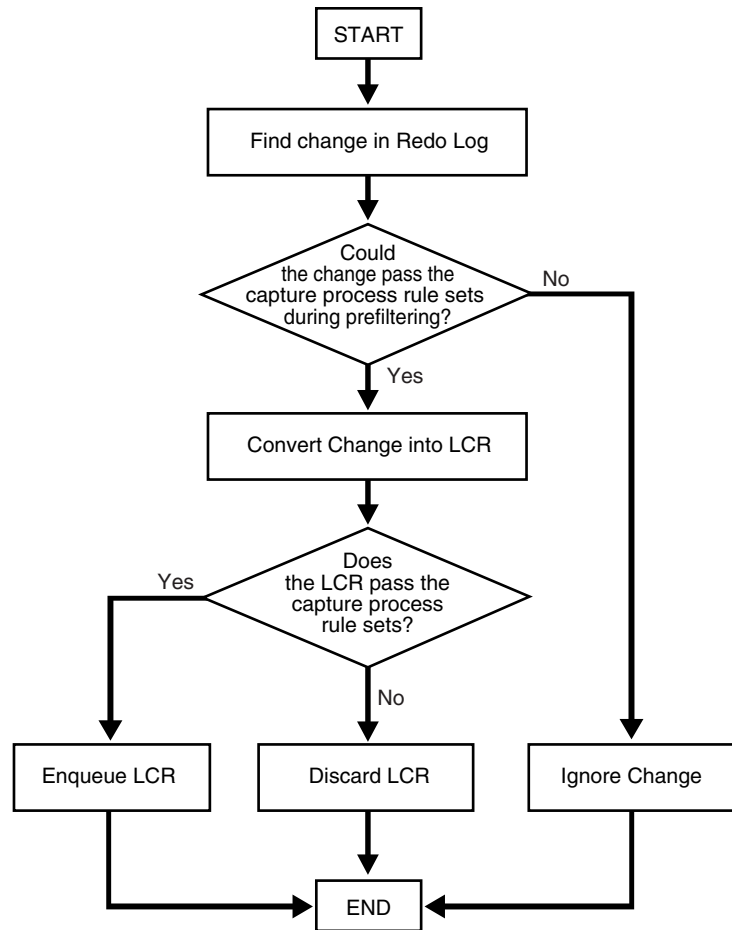 START
Find change in Redo Log
Could
the change pass the
capture process rule sets
during prefiltering?
No
Yes
Convert Change into LCR
Does
the LCR pass the
capture process
rule sets?
Yes
No
Enqueue LCR
Discard LCR
Ignore Change
END